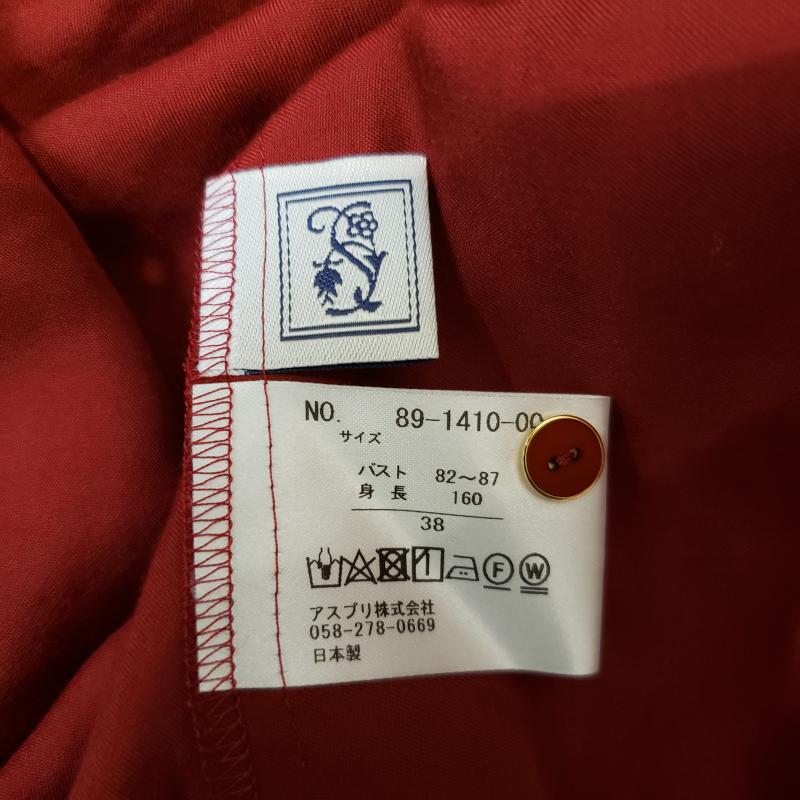 NO. 89-1410-00
サイズ
バスト 82～87
身長 160
38
F W
アスプリ株式会社
058-278-0669
日本製